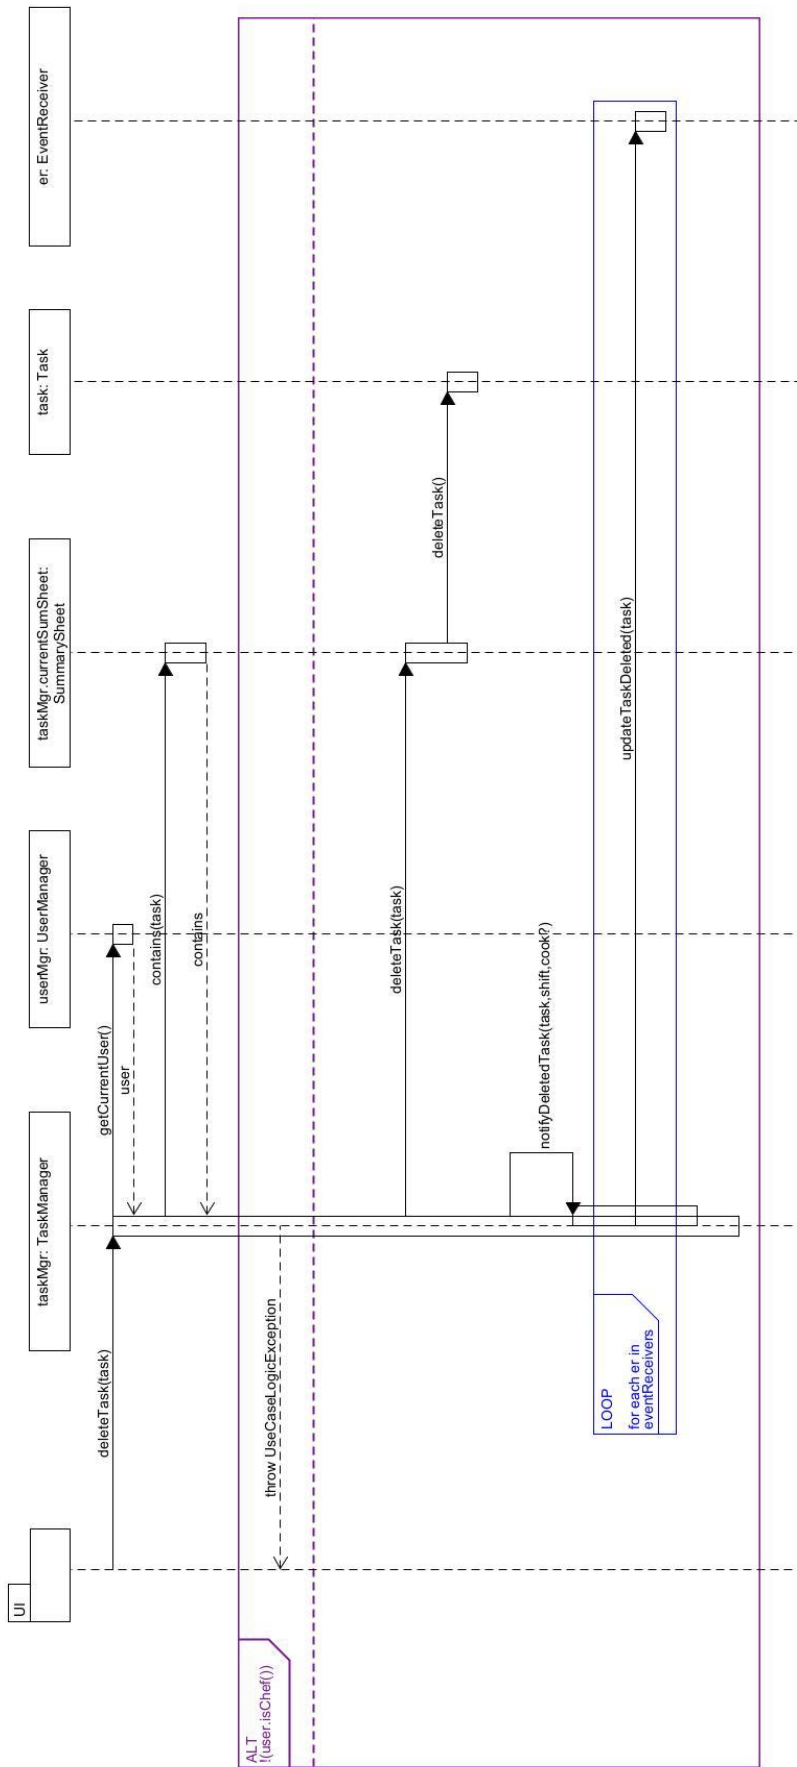 UI
taskMgr: TaskManager
userMgr: UserManager
taskMgr.currentSumSheet:
SummarySheet
task: Task
er: EventReceiver
deleteTask(task)
getCurrentUser()
user
contains(task)
contains
ALT
!(user.isChef())
throw UseCaseLogicException
deleteTask(task)
deleteTask()
notifyDeletedTask(task,shift,cook?)
LOOP
for each er in
eventReceivers
updateTaskDeleted(task)